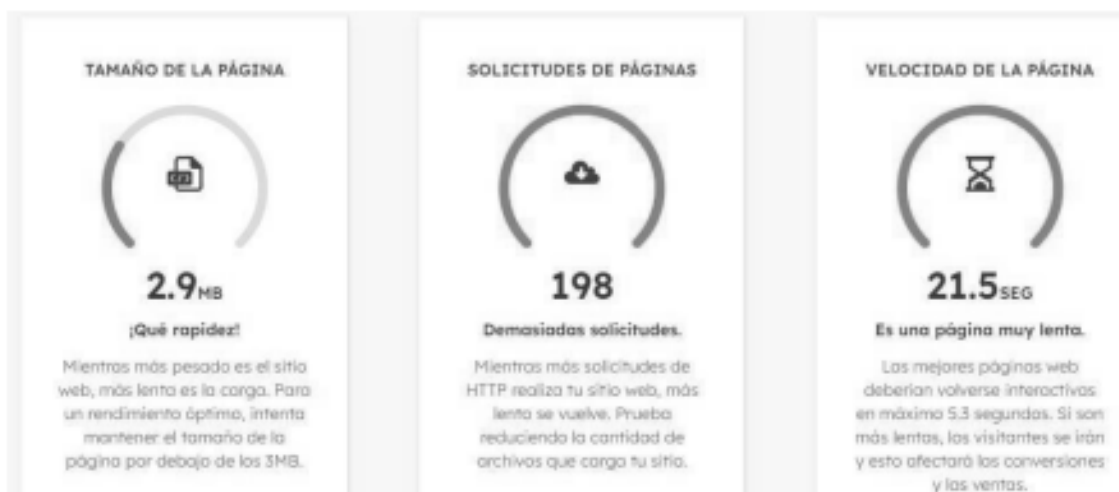 TAMAÑO DE LA PÁGINA
2.9MB
¡Qué rapidez!
Mientras más pesado es el sitio
web, más lento es la carga. Para
un rendimiento óptimo, intenta
mantener el tamaño de la
página por debajo de los 3MB.
SOLICITUDES DE PÁGINAS
198
Demasiadas solicitudes.
Mientras más solicitudes de
HTTP realiza tu sitio web, más
lento se vuelve. Prueba
reduciendo la cantidad de
archivos que carga tu sitio.
VELOCIDAD DE LA PÁGINA
21.5SEG
Es una página muy lenta.
Las mejores páginas web
deberían volverse interactivas
en máximo 5.3 segundos. Si son
más lentas, los visitantes se irán
y esto afectará las conversiones
y las ventas.